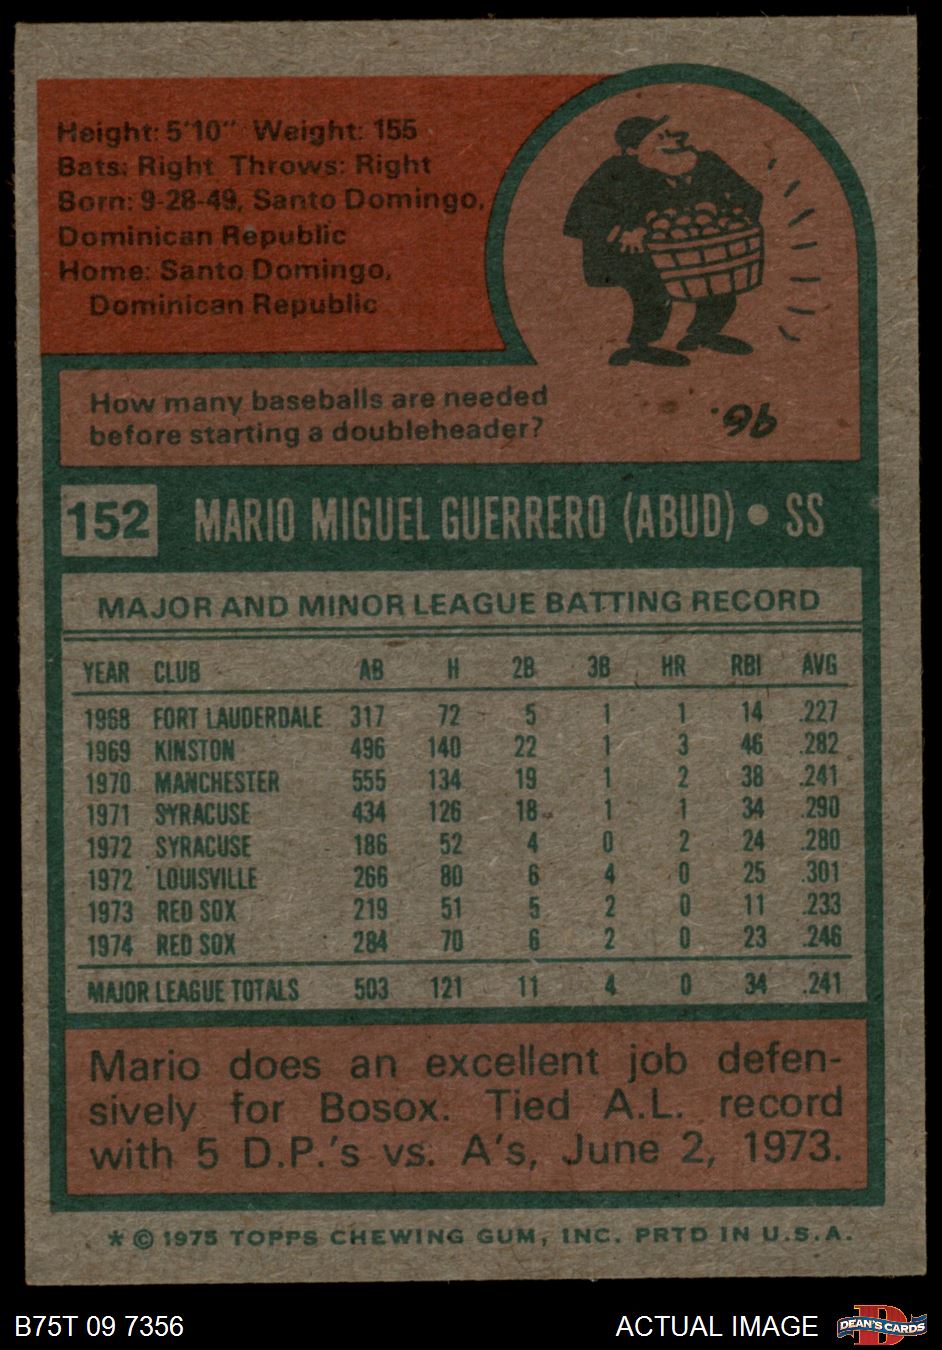 Height: 5'10" Weight: 155
Bats: Right Throws: Right
Born: 9-28-49, Santo Domingo,
Dominican Republic
Home: Santo Domingo,
Dominican Republic
How many baseballs are needed
before starting a doubleheader?
96.
152 MARIO MIGUEL GUERRERO (ABUD) • SS
MAJOR AND MINOR LEAGUE BATTING RECORD
YEAR CLUB AB H 2B 3B HR RBI AVG
1968 FORT LAUDERDALE 317 72 5 1 1 14 .227
1969 KINSTON 496 140 22 1 3 46 .282
1970 MANCHESTER 555 134 19 1 2 38 .241
1971 SYRACUSE 434 126 18 1 1 34 .290
1972 SYRACUSE 186 52 4 0 2 24 .280
1972 LOUISVILLE 266 80 6 4 0 25 .301
1973 RED SOX 219 51 5 2 0 11 .233
1974 RED SOX 284 70 6 2 0 23 .246
MAJOR LEAGUE TOTALS 503 121 11 4 0 34 .241
Mario does an excellent job defen-
sively for Bosox. Tied A.L. record
with 5 D.P.'s vs. A's, June 2, 1973.
* © 1975 TOPPS CHEWING GUM, INC. PRTD IN U.S.A.
B75T 09 7356 ACTUAL IMAGE D DEAN'S CARDS